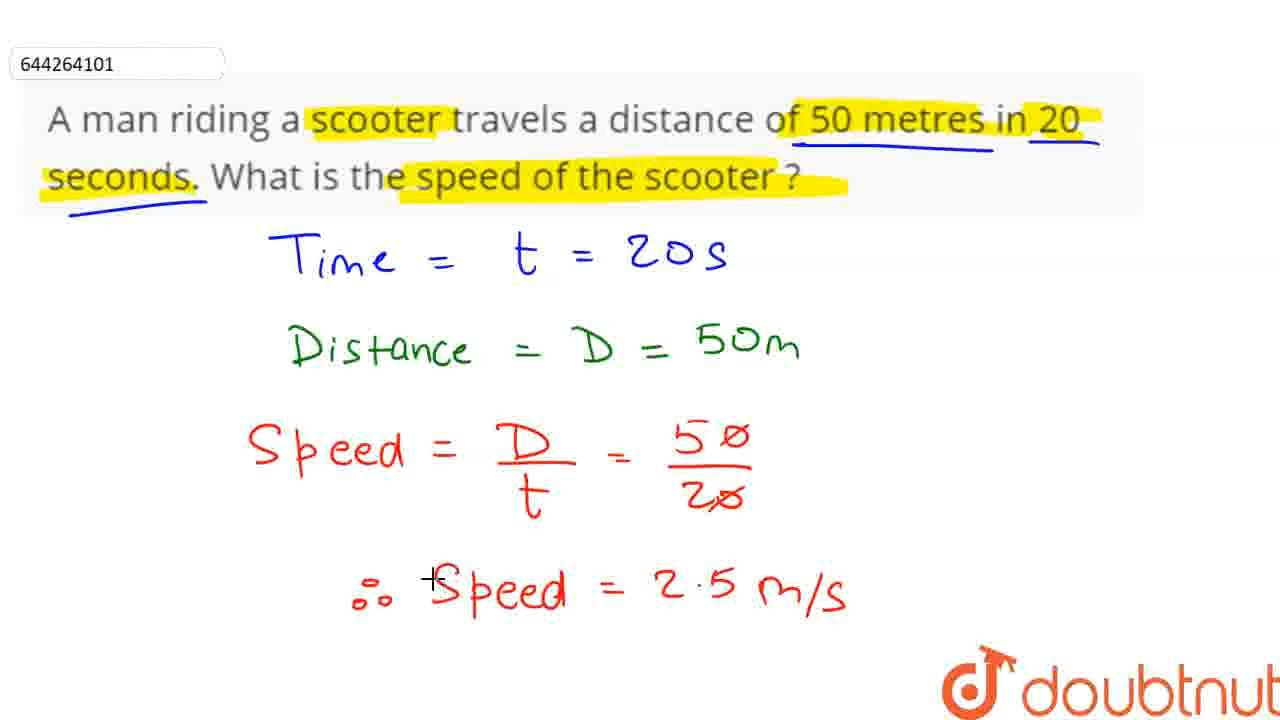 644264101
A man riding a scooter travels a distance of 50 metres in 20
seconds. What is the speed of the scooter ?
Time = t = 20s
Distance = D = 50m
Speed = D/t = 50/20
∴ Speed = 2.5 m/s
doubtnut